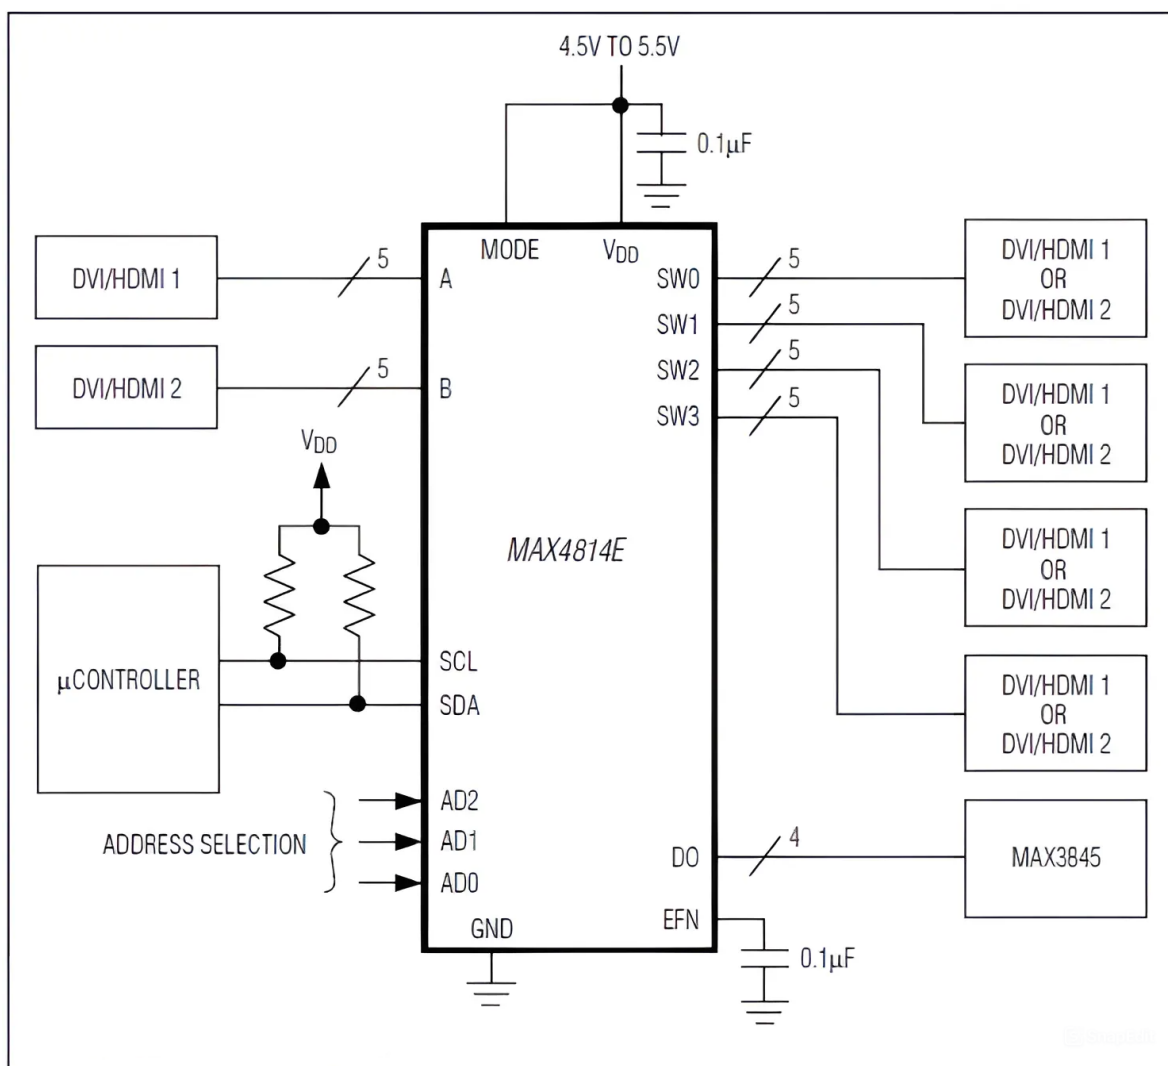 4.5V TO 5.5V
0.1μF
MODE
VDD
DVI/HDMI 1
5
A
SW0
5
DVI/HDMI 1
OR
DVI/HDMI 2
SW1
5
DVI/HDMI 2
5
B
SW2
5
DVI/HDMI 1
OR
DVI/HDMI 2
SW3
5
VDD
MAX4814E
DVI/HDMI 1
OR
DVI/HDMI 2
μCONTROLLER
SCL
SDA
DVI/HDMI 1
OR
DVI/HDMI 2
ADDRESS SELECTION
AD2
AD1
AD0
DO
4
MAX3845
GND
EFN
0.1μF